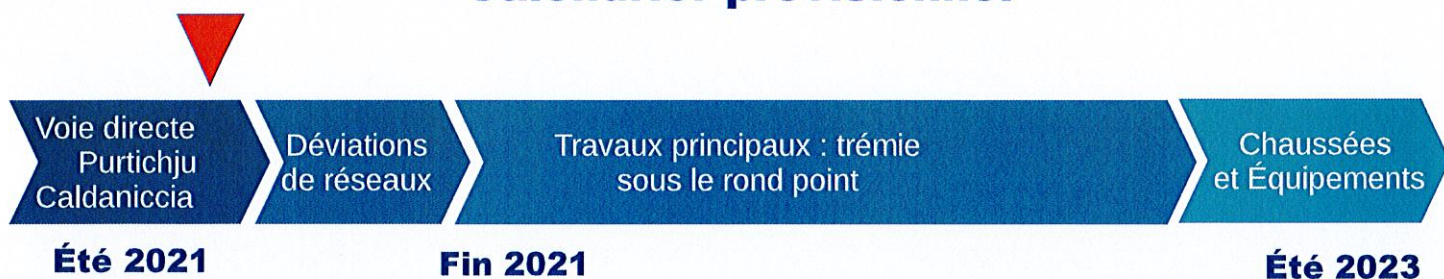 Voie directe
Purtichju
Caldaniccia
Déviations
de réseaux
Travaux principaux : trémie
sous le rond point
Chaussées
et Équipements
Été 2021
Fin 2021
Été 2023